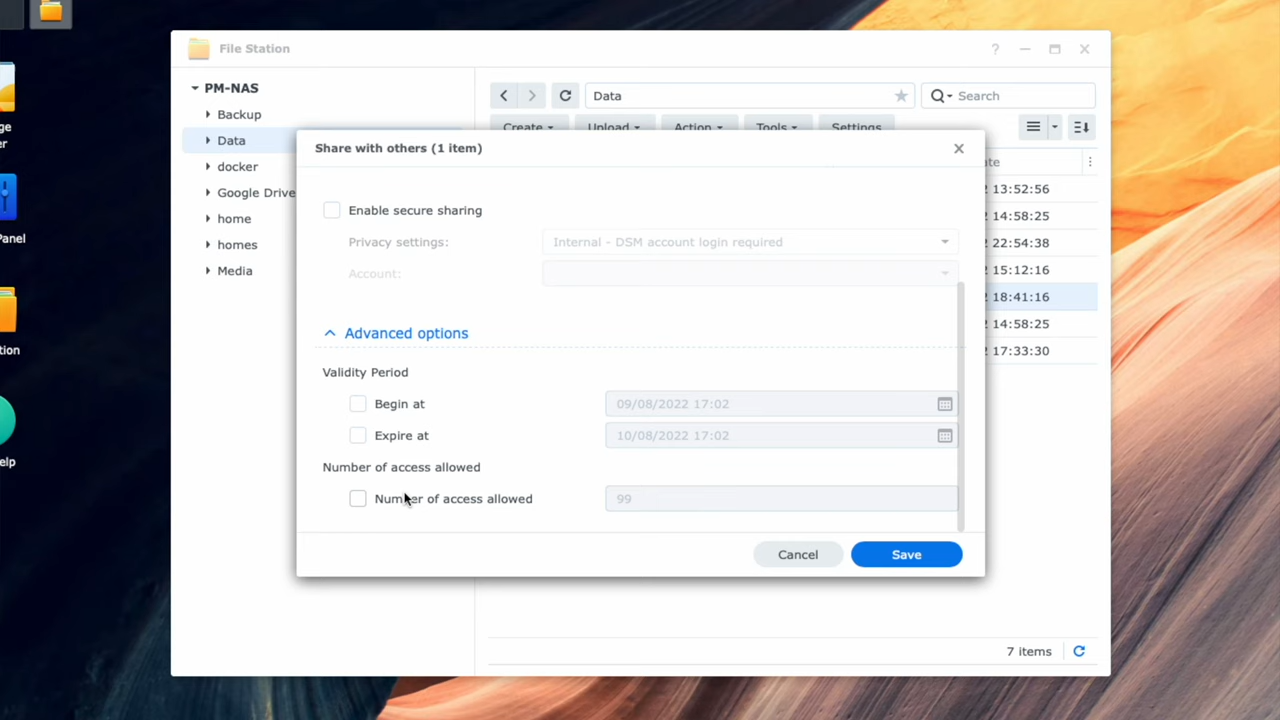 File Station
PM-NAS
Backup
Data
docker
Google Drive
home
homes
Media
Data
Search
Create
Upload
Action
Tools
Settings
13:52:56
14:58:25
22:54:38
15:12:16
18:41:16
14:58:25
17:33:30
Share with others (1 item)
Enable secure sharing
Privacy settings:
Internal - DSM account login required
Account:
Advanced options
Validity Period
Begin at
09/08/2022 17:02
Expire at
10/08/2022 17:02
Number of access allowed
Number of access allowed
99
Cancel
Save
7 items
Panel